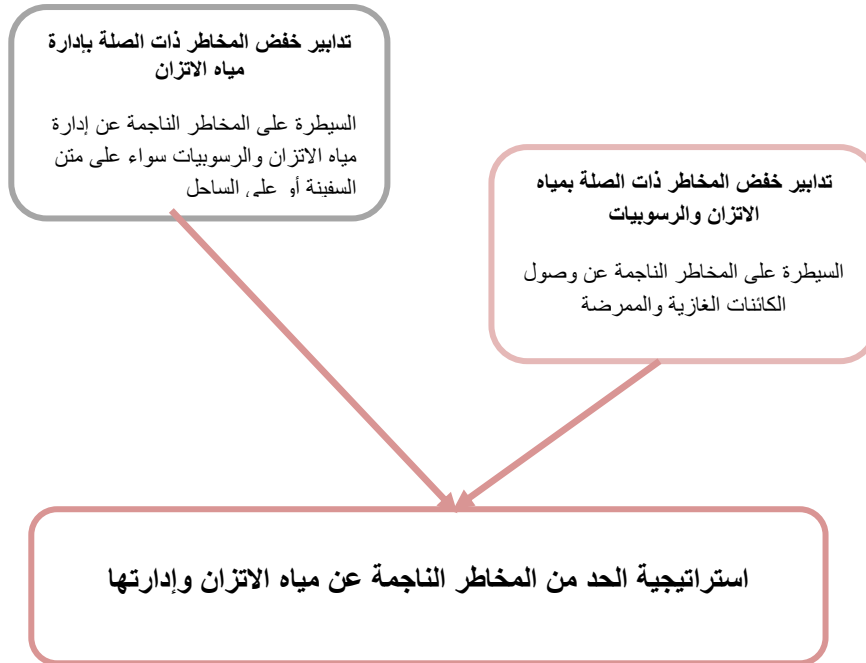 تدابير خفض المخاطر ذات الصلة بإدارة
مياه الاتزان
السيطرة على المخاطر الناجمة عن إدارة
مياه الاتزان والرسوبيات سواء على متن
السفينة أو على الساحل
تدابير خفض المخاطر ذات الصلة بمياه
الاتزان والرسوبيات
السيطرة على المخاطر الناجمة عن وصول
الكائنات الغازية والممرضة
استراتيجية الحد من المخاطر الناجمة عن مياه الاتزان وإدارتها